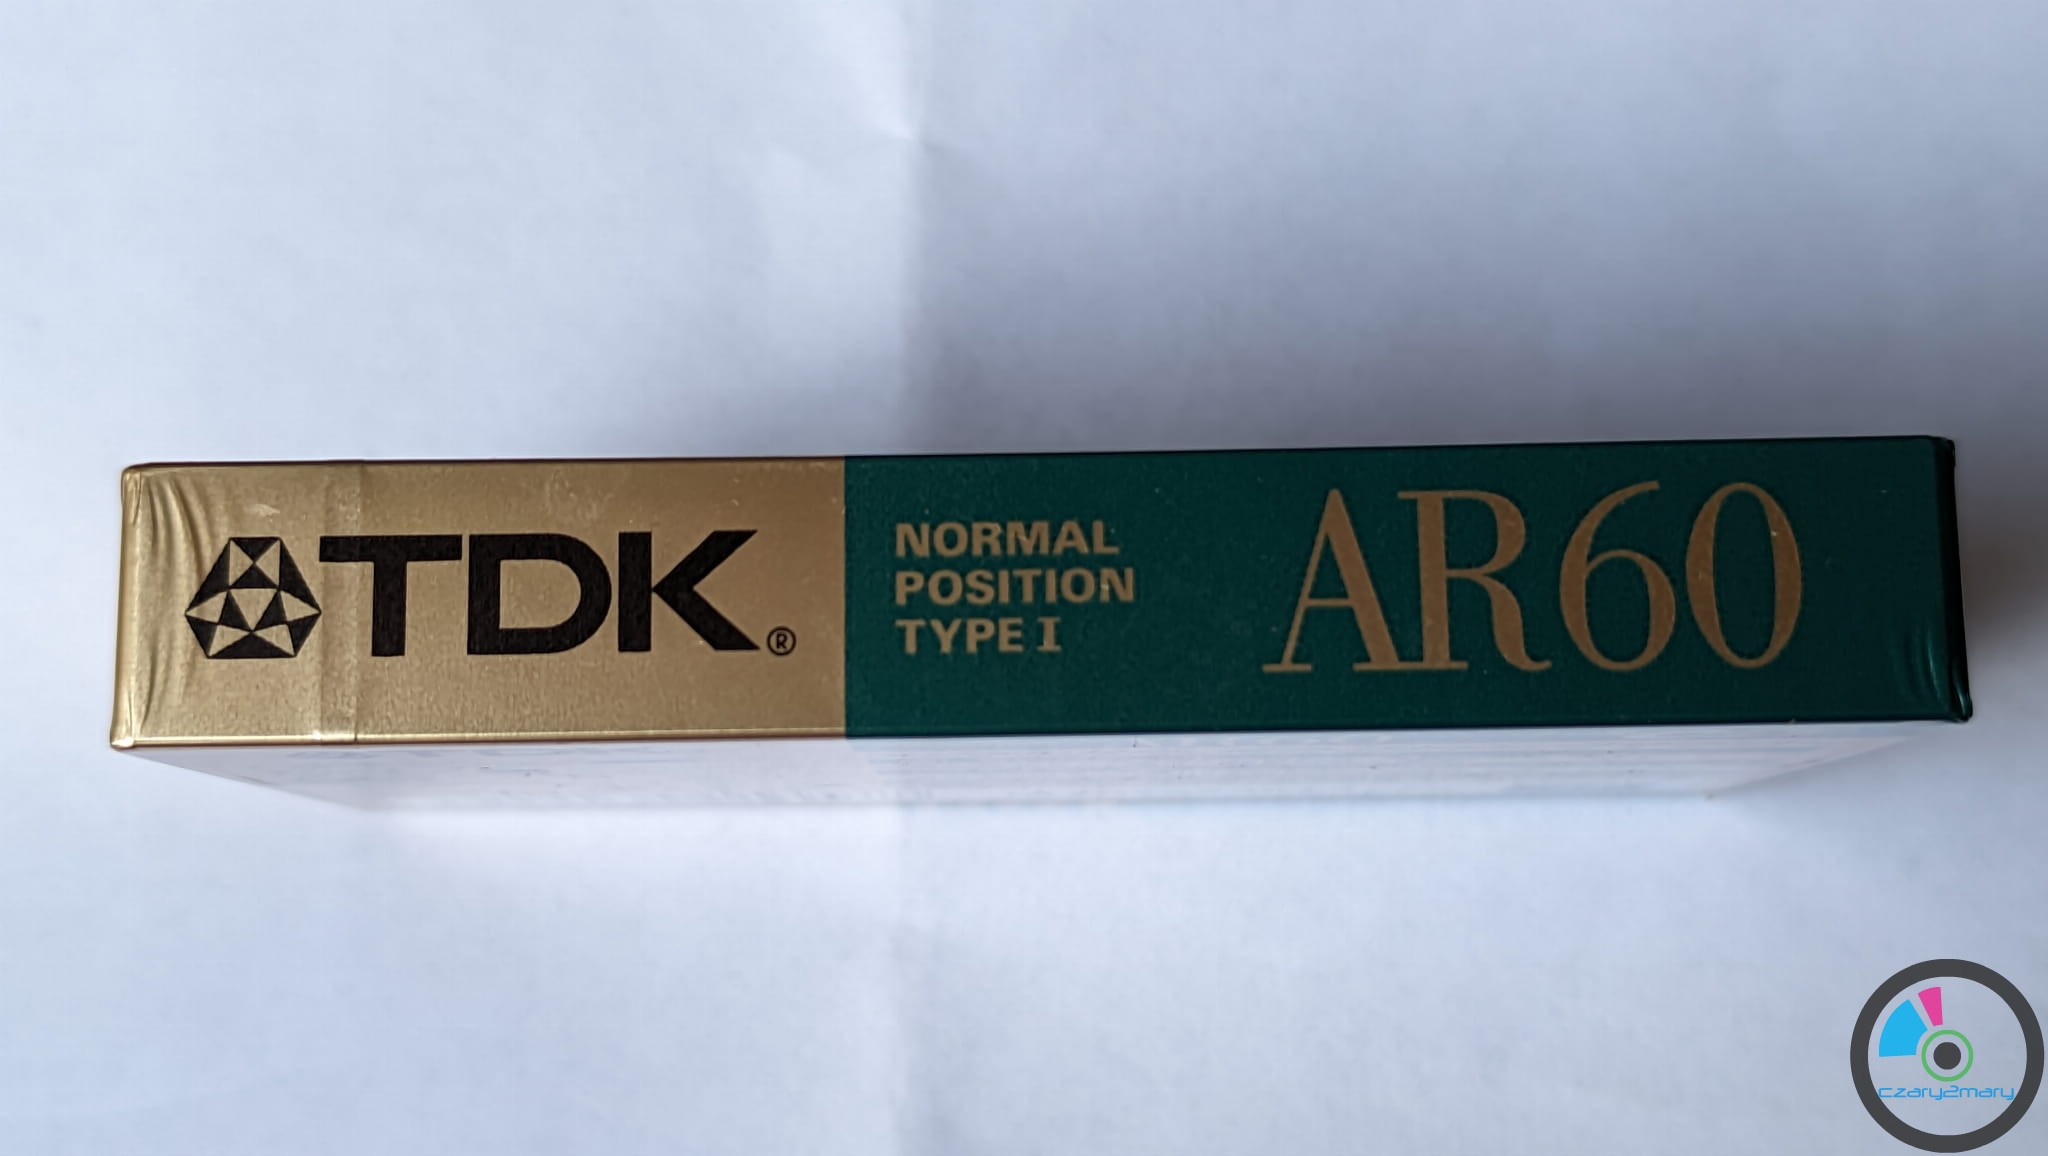 TDK®
NORMAL
POSITION
TYPE I
AR60
czary2mary